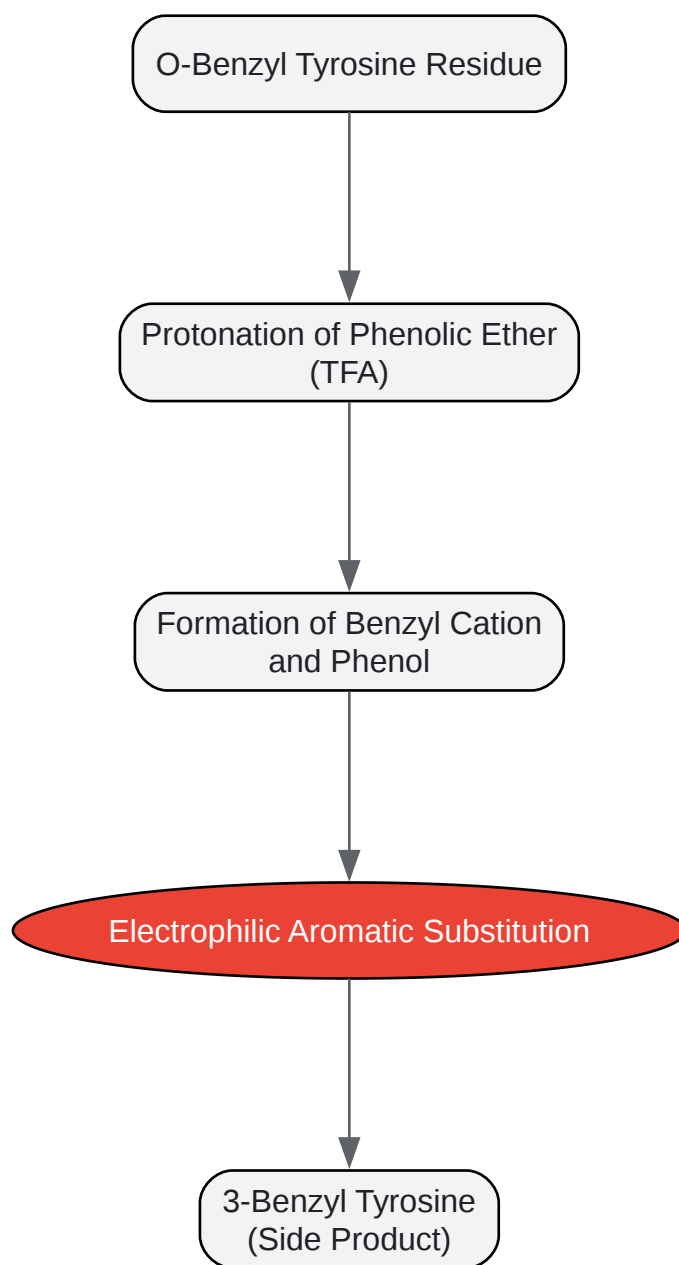 O-Benzyl Tyrosine Residue
Protonation of Phenolic Ether
(TFA)
Formation of Benzyl Cation
and Phenol
Electrophilic Aromatic Substitution
3-Benzyl Tyrosine
(Side Product)